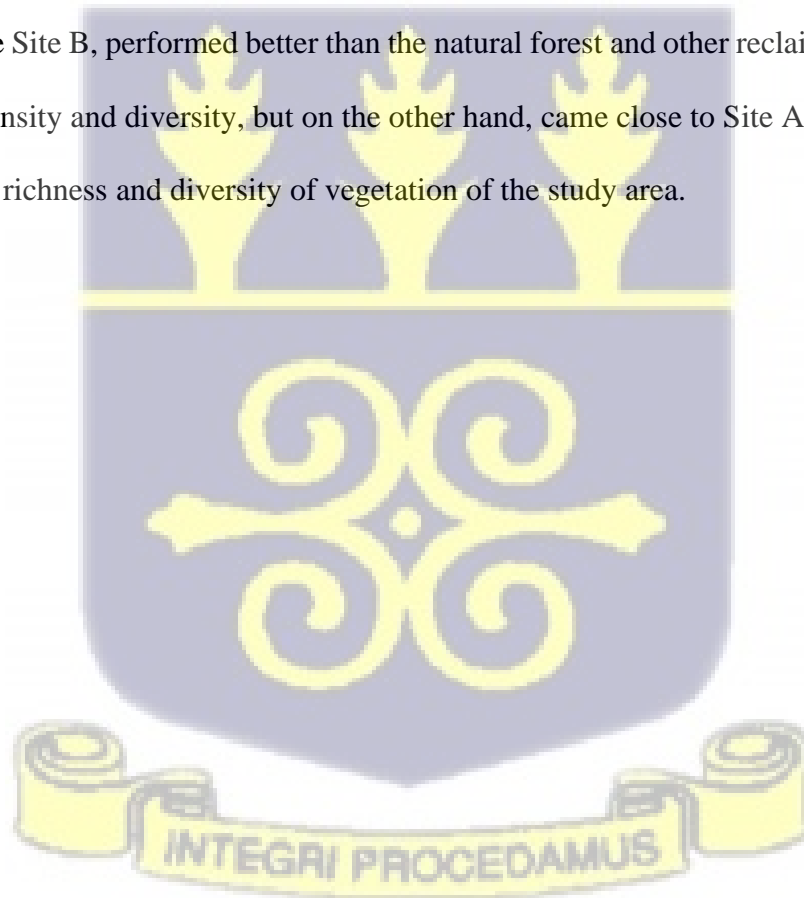 Site B, performed better than the natural forest and other
nsity and diversity, but on the other hand, came close to Site A
richness and diversity of vegetation of the study area.
INTEGRI PROCEDAMUS